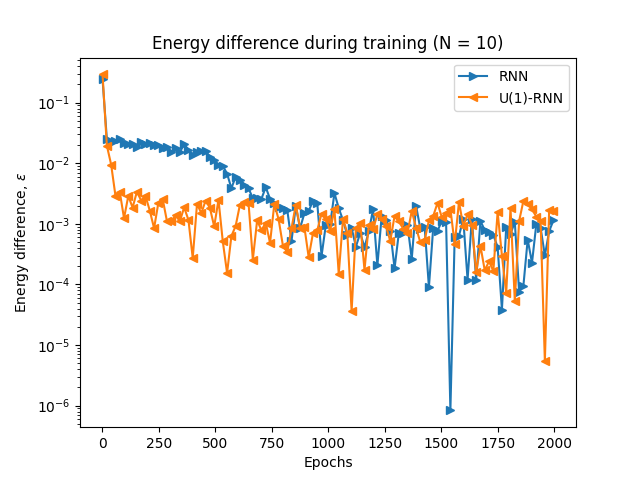 Energy difference during training (N = 10)
RNN
U(1)-RNN
Energy difference, ε
10⁻¹
10⁻²
10⁻³
10⁻⁴
10⁻⁵
10⁻⁶
0 250 500 750 1000 1250 1500 1750 2000
Epochs